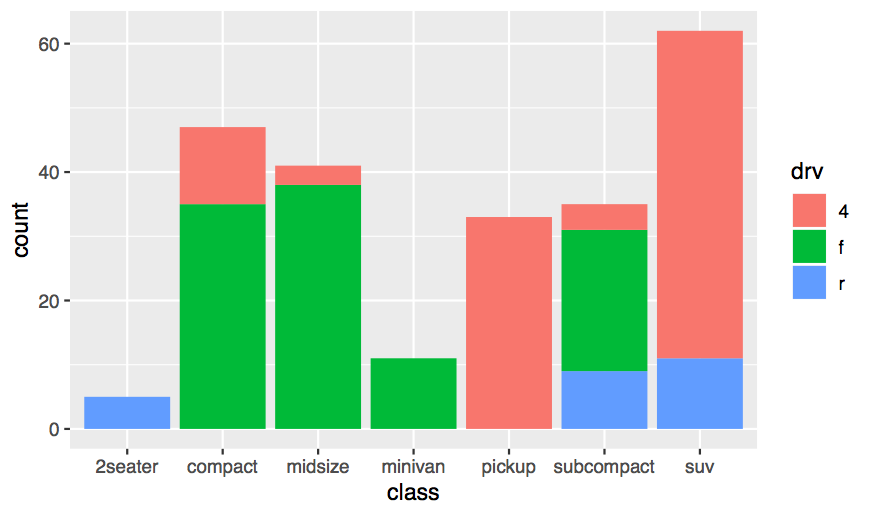 60
40
20
0
count
2seater compact midsize minivan pickup subcompact suv
class
drv
4
f
r